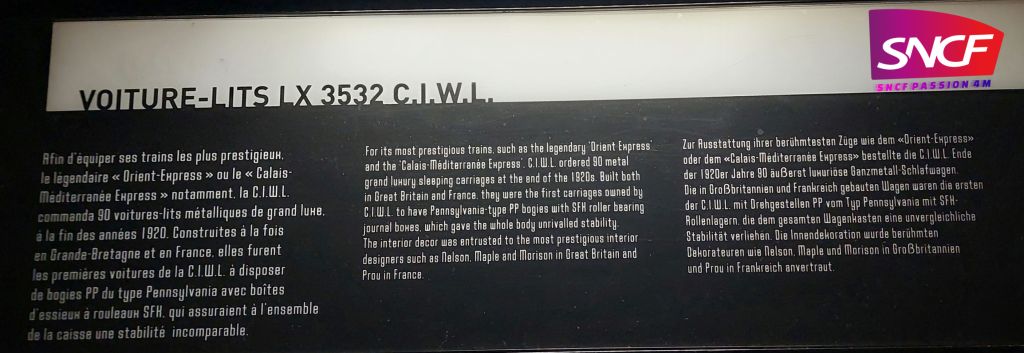 SNCF
SNCF PASSION 4M
VOITURE-LITS LX 3532 C.I.W.L.
Afin d'équiper ses trains les plus prestigieux,
le légendaire « Orient-Express » ou le « Calais-
Méditerranée Express » notamment, la C.I.W.L.
commanda 90 voitures-lits métalliques de grand luxe,
à la fin des années 1920. Construites à la fois
en Grande-Bretagne et en France, elles furent
les premières voitures de la C.I.W.L. à disposer
de bogies PP du type Pennsylvania avec boîtes
d'essieux à rouleaux SFH, qui assuraient à l'ensemble
de la caisse une stabilité incomparable.
For its most prestigious trains, such as the legendary 'Orient Express'
and the 'Calais-Méditerranée Express', C.I.W.L. ordered 90 metal
grand luxury sleeping carriages at the end of the 1920s. Built both
in Great Britain and France, they were the first carriages owned by
C.I.W.L. to have Pennsylvania-type PP bogies with SFH roller bearing
journal boxes, which gave the whole body unrivalled stability.
The interior decor was entrusted to the most prestigious interior
designers such as Nelson, Maple and Morison in Great Britain and
Prou in France.
Zur Ausstattung ihrer berühmtesten Züge wie dem «Orient-Express»
oder dem «Calais-Méditerranée Express» bestellte die C.I.W.L. Ende
der 1920er Jahre 90 äußerst luxuriöse Ganzmetall-Schlafwagen.
Die in Großbritannien und Frankreich gebauten Wagen waren die ersten
der C.I.W.L. mit Drehgestellen PP vom Typ Pennsylvania mit SFH-
Rollenlagern, die dem gesamten Wagenkasten eine unvergleichliche
Stabilität verliehen. Die Innendekoration wurde berühmten
Dekorateuren wie Nelson, Maple und Morison in Großbritannien
und Prou in Frankreich anvertraut.